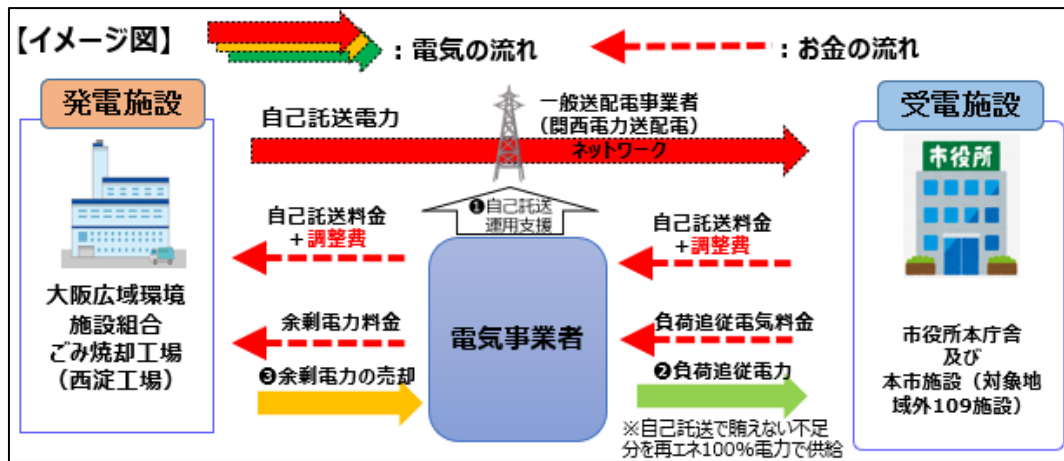 【イメージ図】
：電気の流れ
：お金の流れ
発電施設
受電施設
自己託送電力
一般送配電事業者
（関西電力送配電）
ネットワーク
市役所
❶自己託送
運用支援
自己託送料金
＋調整費
自己託送料金
＋調整費
大阪広域環境
施設組合
ごみ焼却工場
（西淀工場）
余剰電力料金
❸余剰電力の売却
電気事業者
負荷追従電気料金
❷負荷追従電力
※自己託送で賄えない不足
分を再エネ100%電力で供給
市役所本庁舎
及び
本市施設（対象地
域外109施設）